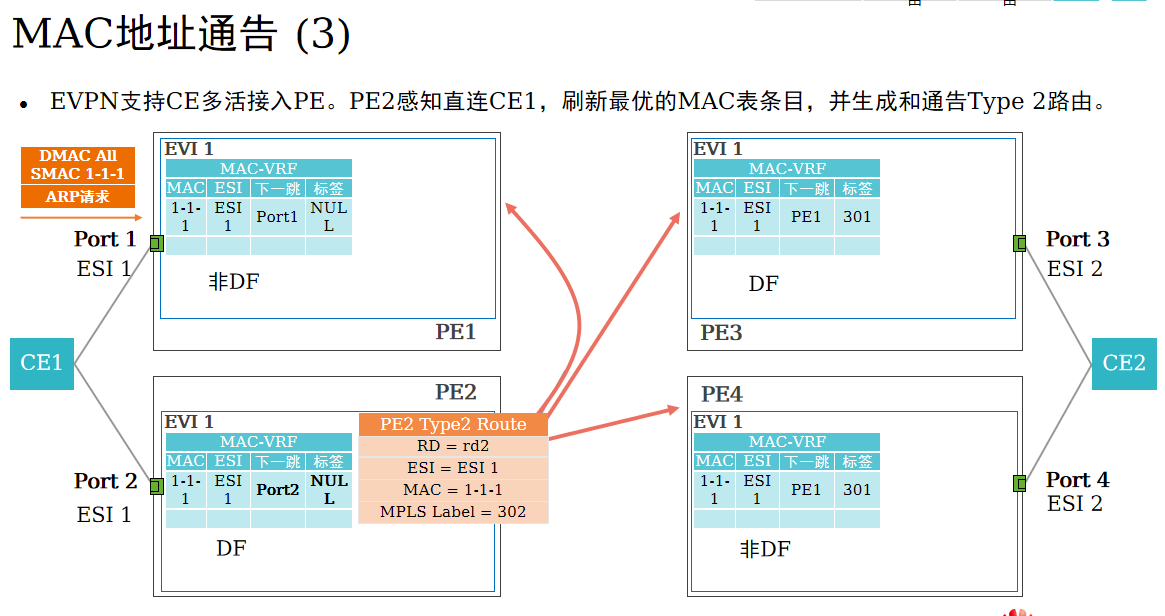 MAC地址通告 (3)
• EVPN支持CE多活接入PE。PE2感知直连CE1，刷新最优的MAC表条目，并生成和通告Type 2路由。
DMAC All
SMAC 1-1-1
ARP请求
Port 1
ESI 1
CE1
Port 2
ESI 1
EVI 1
MAC-VRF
MAC ESI 下一跳 标签
1-1-1 ESI 1 Port1 NULL
非DF
PE1
PE2
EVI 1
MAC-VRF
MAC ESI 下一跳 标签
1-1-1 ESI 1 Port2 NULL
DF
PE2 Type2 Route
RD = rd2
ESI = ESI 1
MAC = 1-1-1
MPLS Label = 302
EVI 1
MAC-VRF
MAC ESI 下一跳 标签
1-1-1 ESI 1 PE1 301
DF
PE3
PE4
EVI 1
MAC-VRF
MAC ESI 下一跳 标签
1-1-1 ESI 1 PE1 301
非DF
Port 3
ESI 2
CE2
Port 4
ESI 2